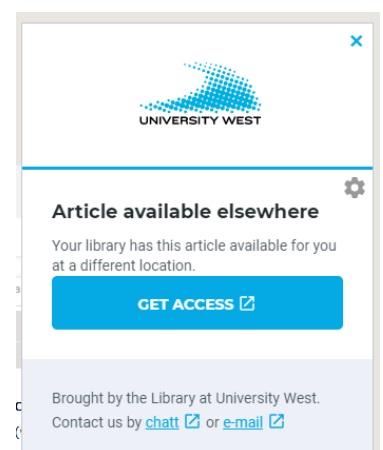 UNIVERSITY WEST
Article available elsewhere
Your library has this article available for you
at a different location.
GET ACCESS
Brought by the Library at University West.
Contact us by chatt or e-mail